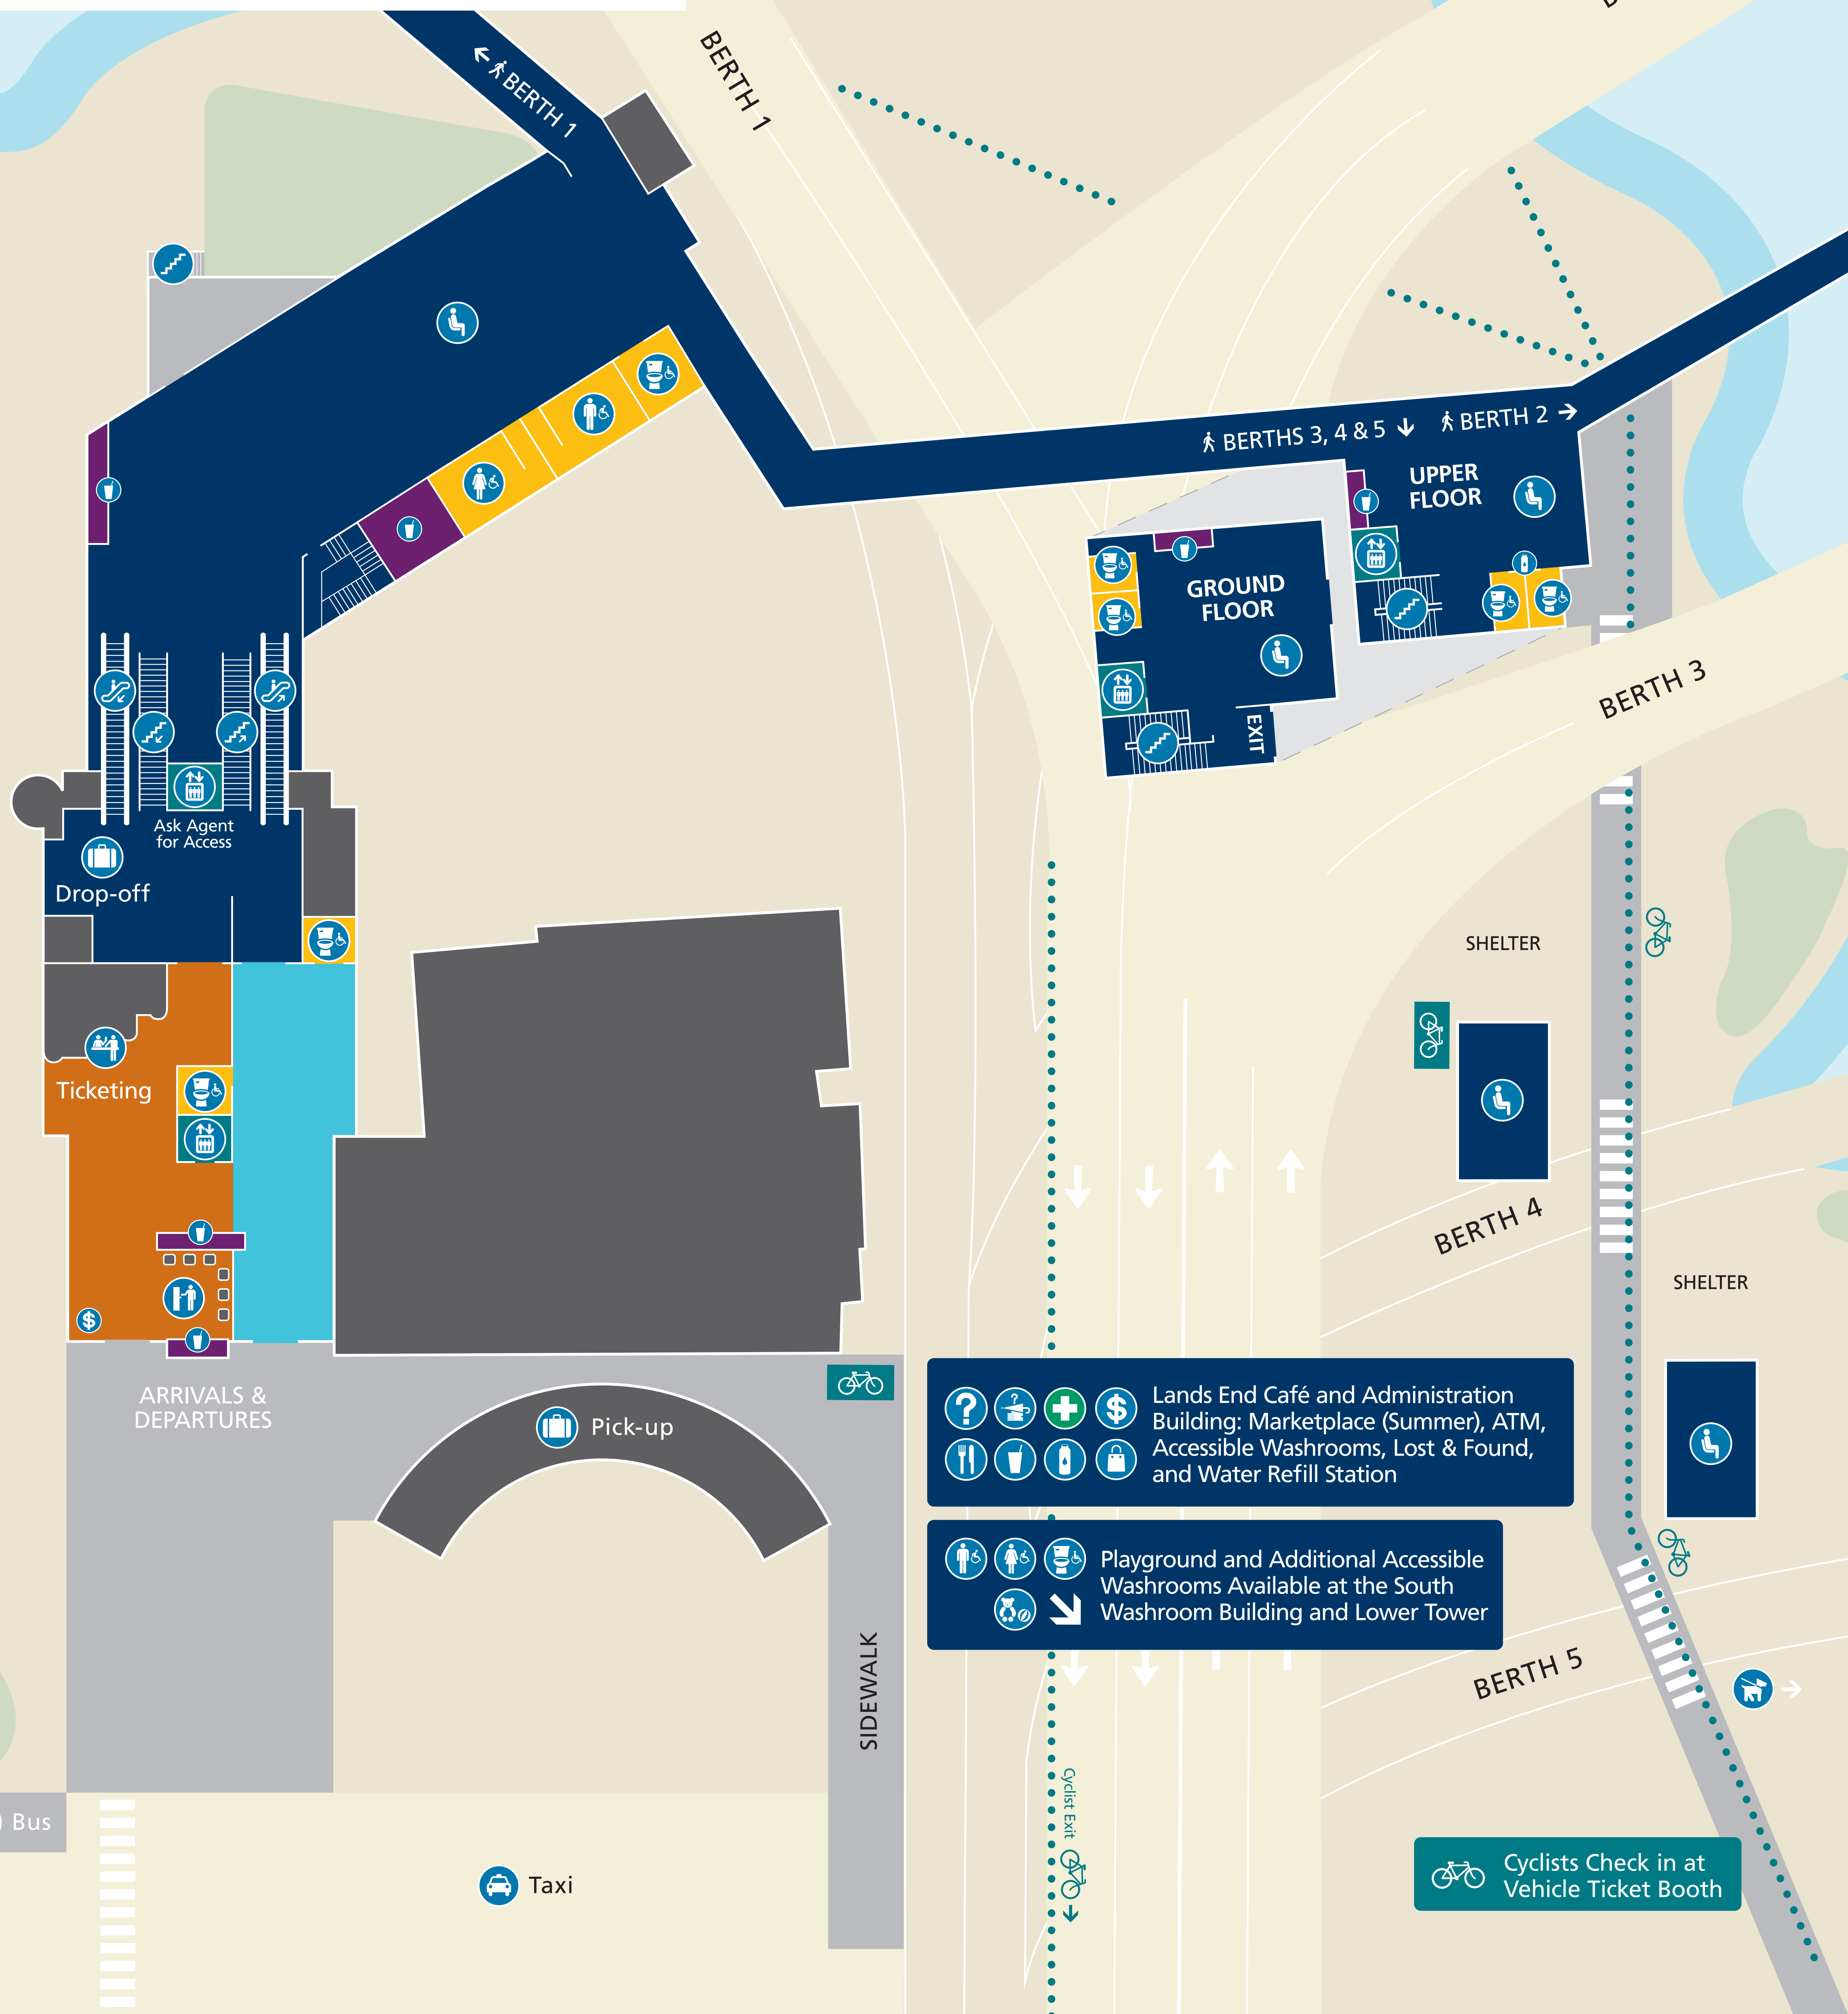 BERTH 1
BERTH 1
BERTHS 3, 4 & 5
BERTH 2
UPPER
FLOOR
GROUND
FLOOR
EXIT
BERTH 3
Ask Agent
for Access
Drop-off
SHELTER
Ticketing
BERTH 4
SHELTER
ARRIVALS &
DEPARTURES
Pick-up
Lands End Café and Administration
Building: Marketplace (Summer), ATM,
Accessible Washrooms, Lost & Found,
and Water Refill Station
Playground and Additional Accessible
Washrooms Available at the South
Washroom Building and Lower Tower
SIDEWALK
BERTH 5
Cyclist Exit
Bus
Taxi
Cyclists Check in at
Vehicle Ticket Booth